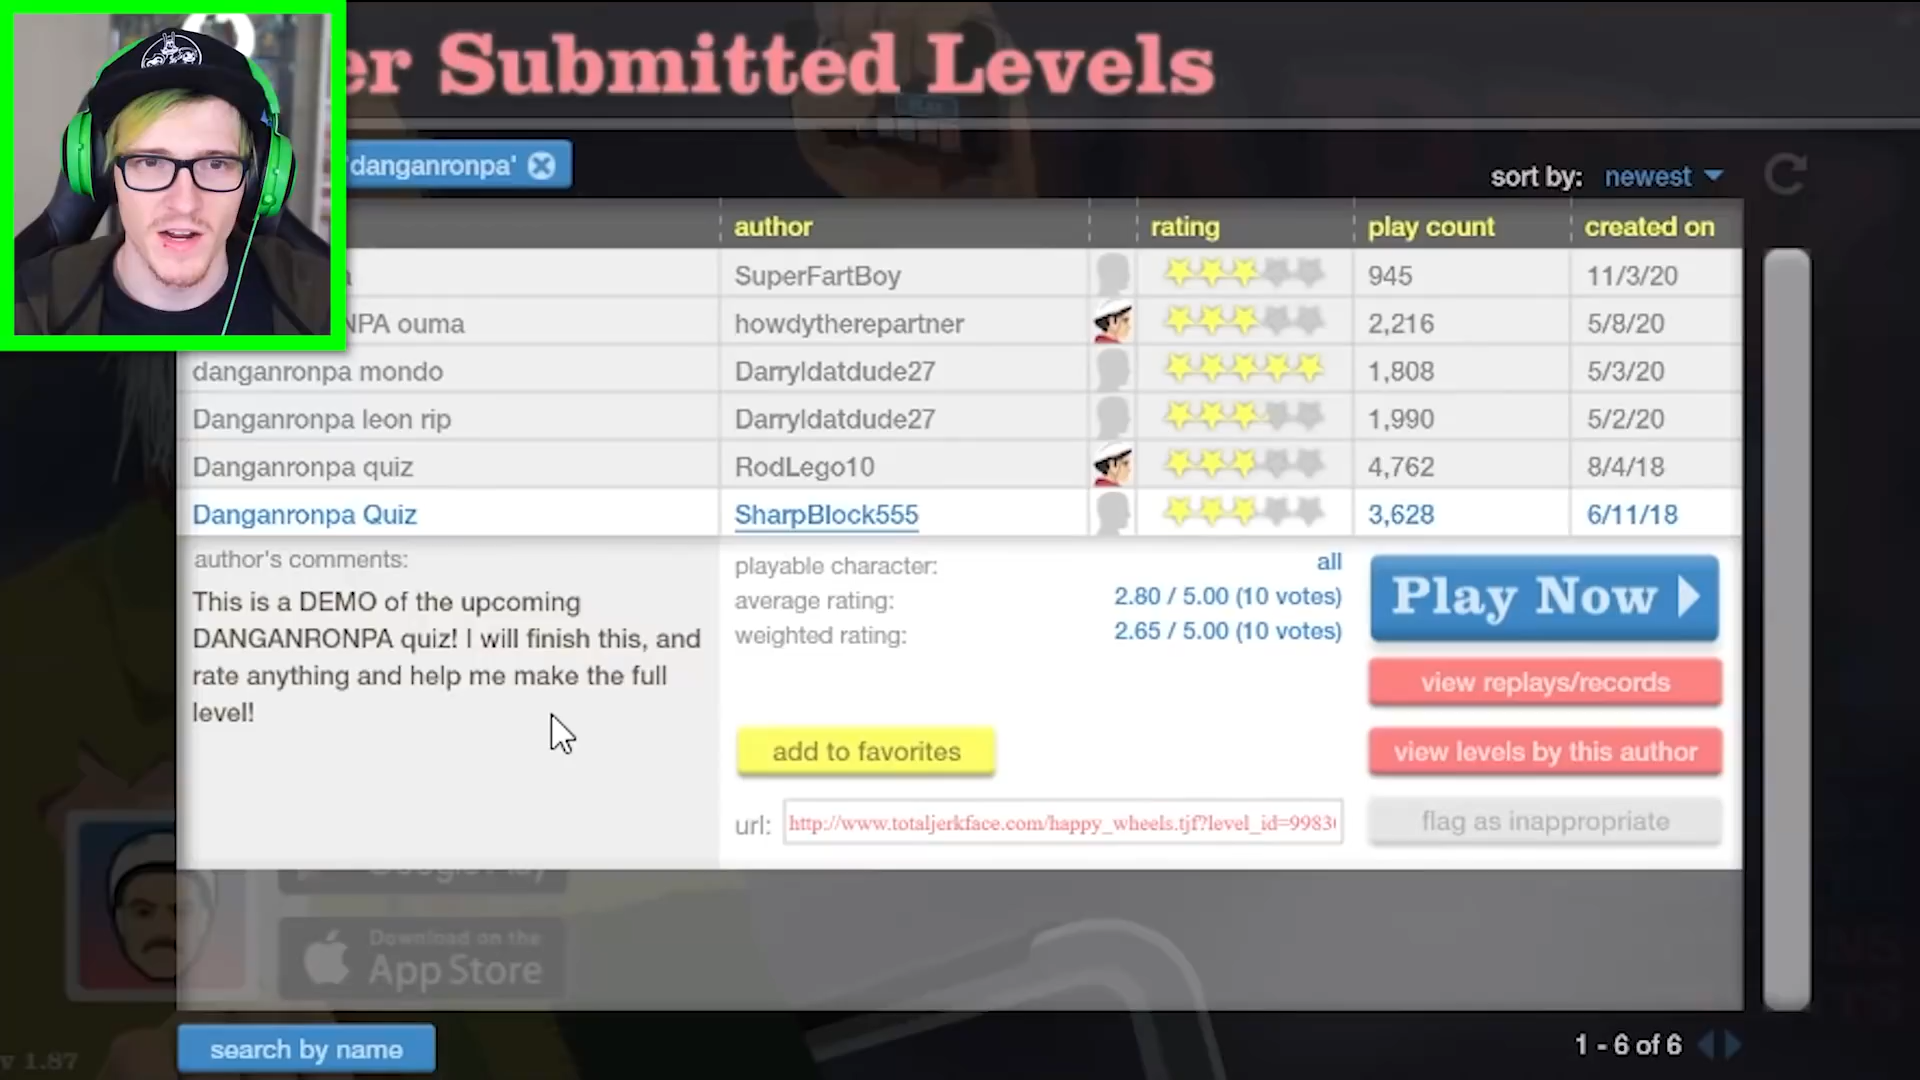 er Submitted Levels
'danganronpa'
sort by: newest
author rating play count created on
SuperFartBoy 945 11/3/20
NPA ouma howdytherepartner 2,216 5/8/20
danganronpa mondo Darryldatdude27 1,808 5/3/20
Danganronpa leon rip Darryldatdude27 1,990 5/2/20
Danganronpa quiz RodLego10 4,762 8/4/18
Danganronpa Quiz SharpBlock555 3,628 6/11/18
author's comments:
This is a DEMO of the upcoming
DANGANRONPA quiz! I will finish this, and
rate anything and help me make the full
level!
playable character: all
average rating: 2.80 / 5.00 (10 votes)
weighted rating: 2.65 / 5.00 (10 votes)
Play Now
view replays/records
add to favorites
view levels by this author
url: http://www.totaljerkface.com/happy_wheels.tjf?level_id=9983
flag as inappropriate
Google Play
Download on the
App Store
search by name
1 - 6 of 6
v 1.87